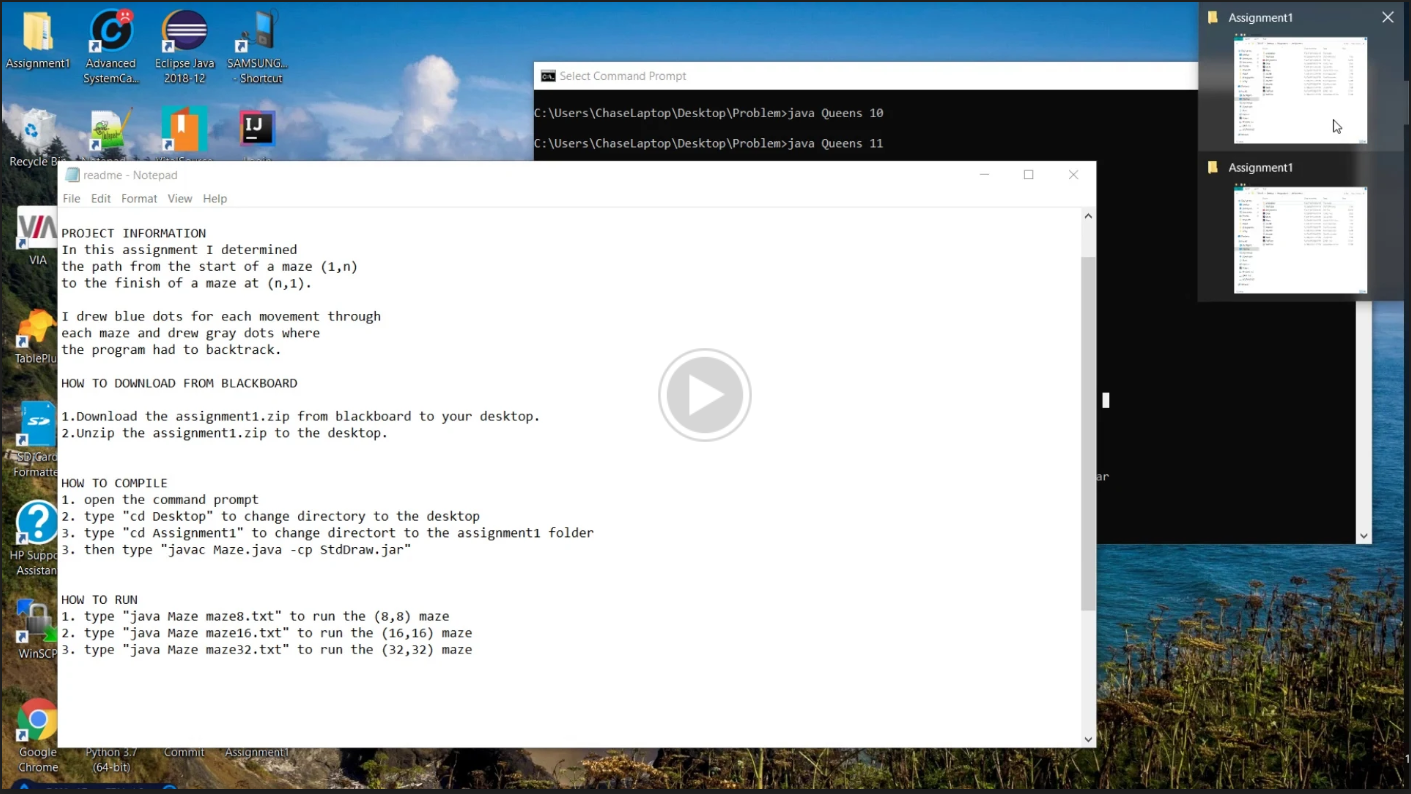 Assignment1
Advanced
SystemCa...
Eclipse Java
2018-12
SAMSUNG...
- Shortcut
Recycle Bin
IJ
VIA
VIA
TablePlu
SD Card
Formatte
HP Suppo
Assistan
WinSCP
Google
Chrome
Python 3.7
(64-bit)
Commit
Assignment1
Select Command Prompt
C:\Users\ChaseLaptop\Desktop\Problem>java Queens 10
C:\Users\ChaseLaptop\Desktop\Problem>java Queens 11
ar
Assignment1
Assignment1
readme - Notepad
File Edit Format View Help
PROJECT INFORMATION
In this assignment I determined
the path from the start of a maze (1,n)
to the finish of a maze at (n,1).
I drew blue dots for each movement through
each maze and drew gray dots where
the program had to backtrack.
HOW TO DOWNLOAD FROM BLACKBOARD
1.Download the assignment1.zip from blackboard to your desktop.
2.Unzip the assignment1.zip to the desktop.
HOW TO COMPILE
1. open the command prompt
2. type "cd Desktop" to change directory to the desktop
3. type "cd Assignment1" to change directort to the assignment1 folder
3. then type "javac Maze.java -cp StdDraw.jar"
HOW TO RUN
1. type "java Maze maze8.txt" to run the (8,8) maze
2. type "java Maze maze16.txt" to run the (16,16) maze
3. type "java Maze maze32.txt" to run the (32,32) maze